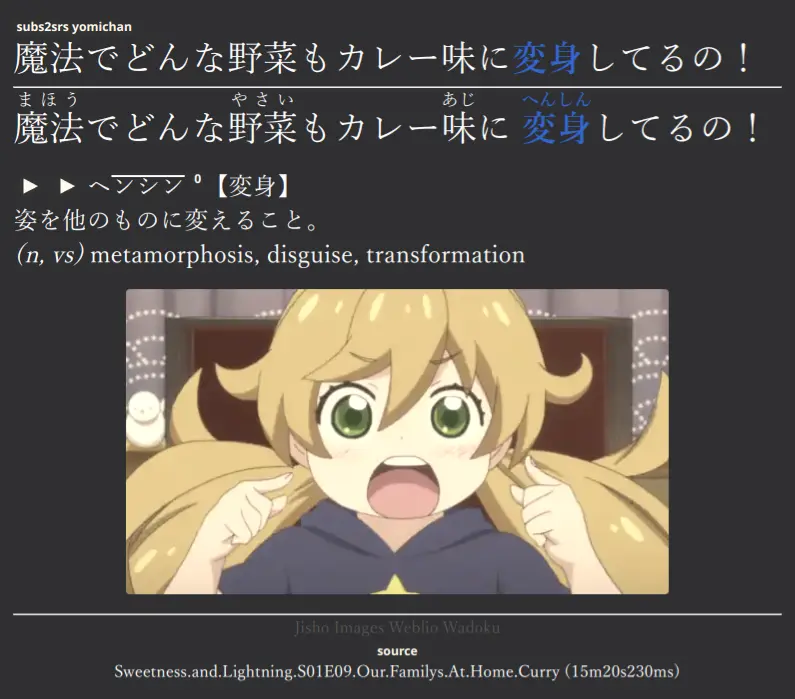 subs2srs yomichan
魔法でどんな野菜もカレー味に変身してるの！
まほう やさい あじ へんしん
魔法でどんな野菜もカレー味に 変身してるの！
▶ ▶ ヘンシン 0 【変身】
姿を他のものに変えること。
(n, vs) metamorphosis, disguise, transformation
Jisho Images Weblio Wadoku
source
Sweetness.and.Lightning.S01E09.Our.Familys.At.Home.Curry (15m20s230ms)